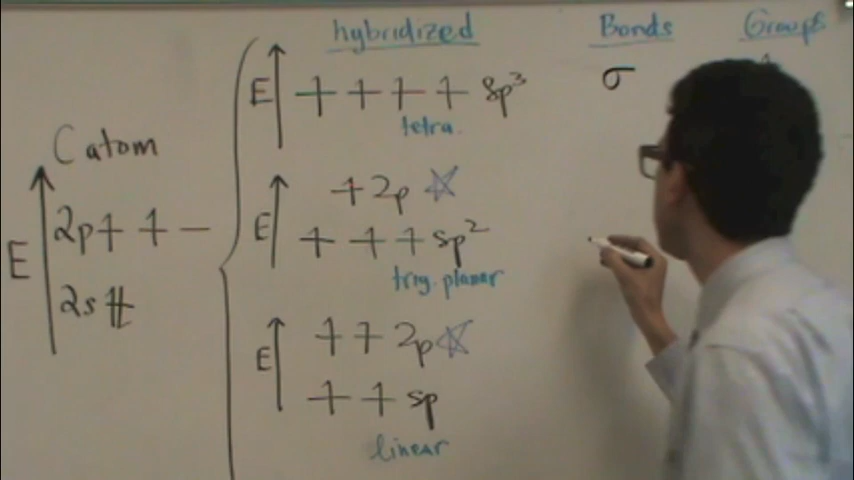 hybridized Bonds Groups
E sp³ σ
tetra.
C atom
2p
E 2p
2s
E sp²
trig. planar
E 2p
sp
linear